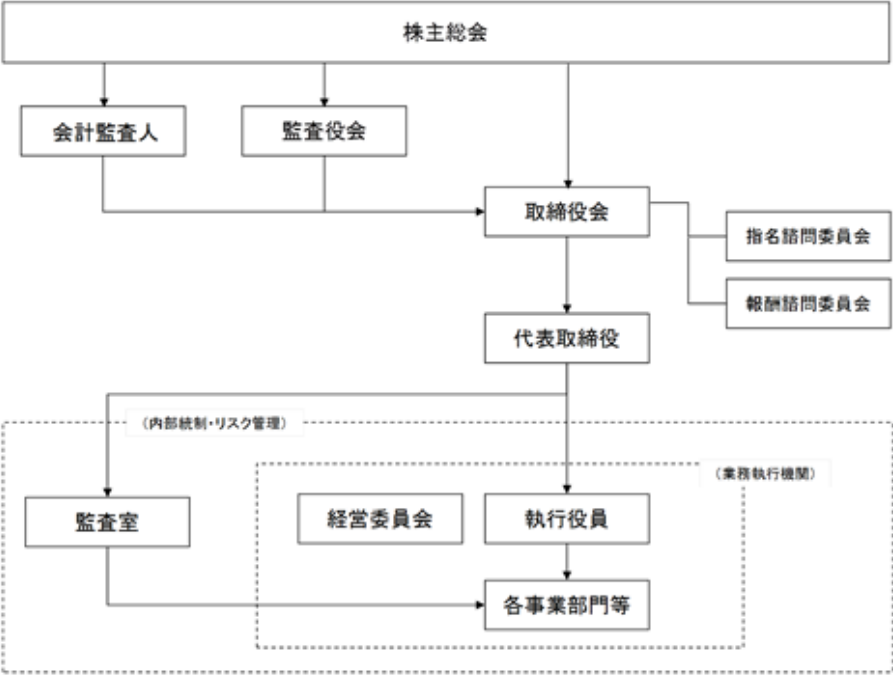 株主総会
会計監査人
監査役会
取締役会
指名諮問委員会
報酬諮問委員会
代表取締役
（内部統制・リスク管理）
（業務執行機関）
監査室
経営委員会
執行役員
各事業部門等